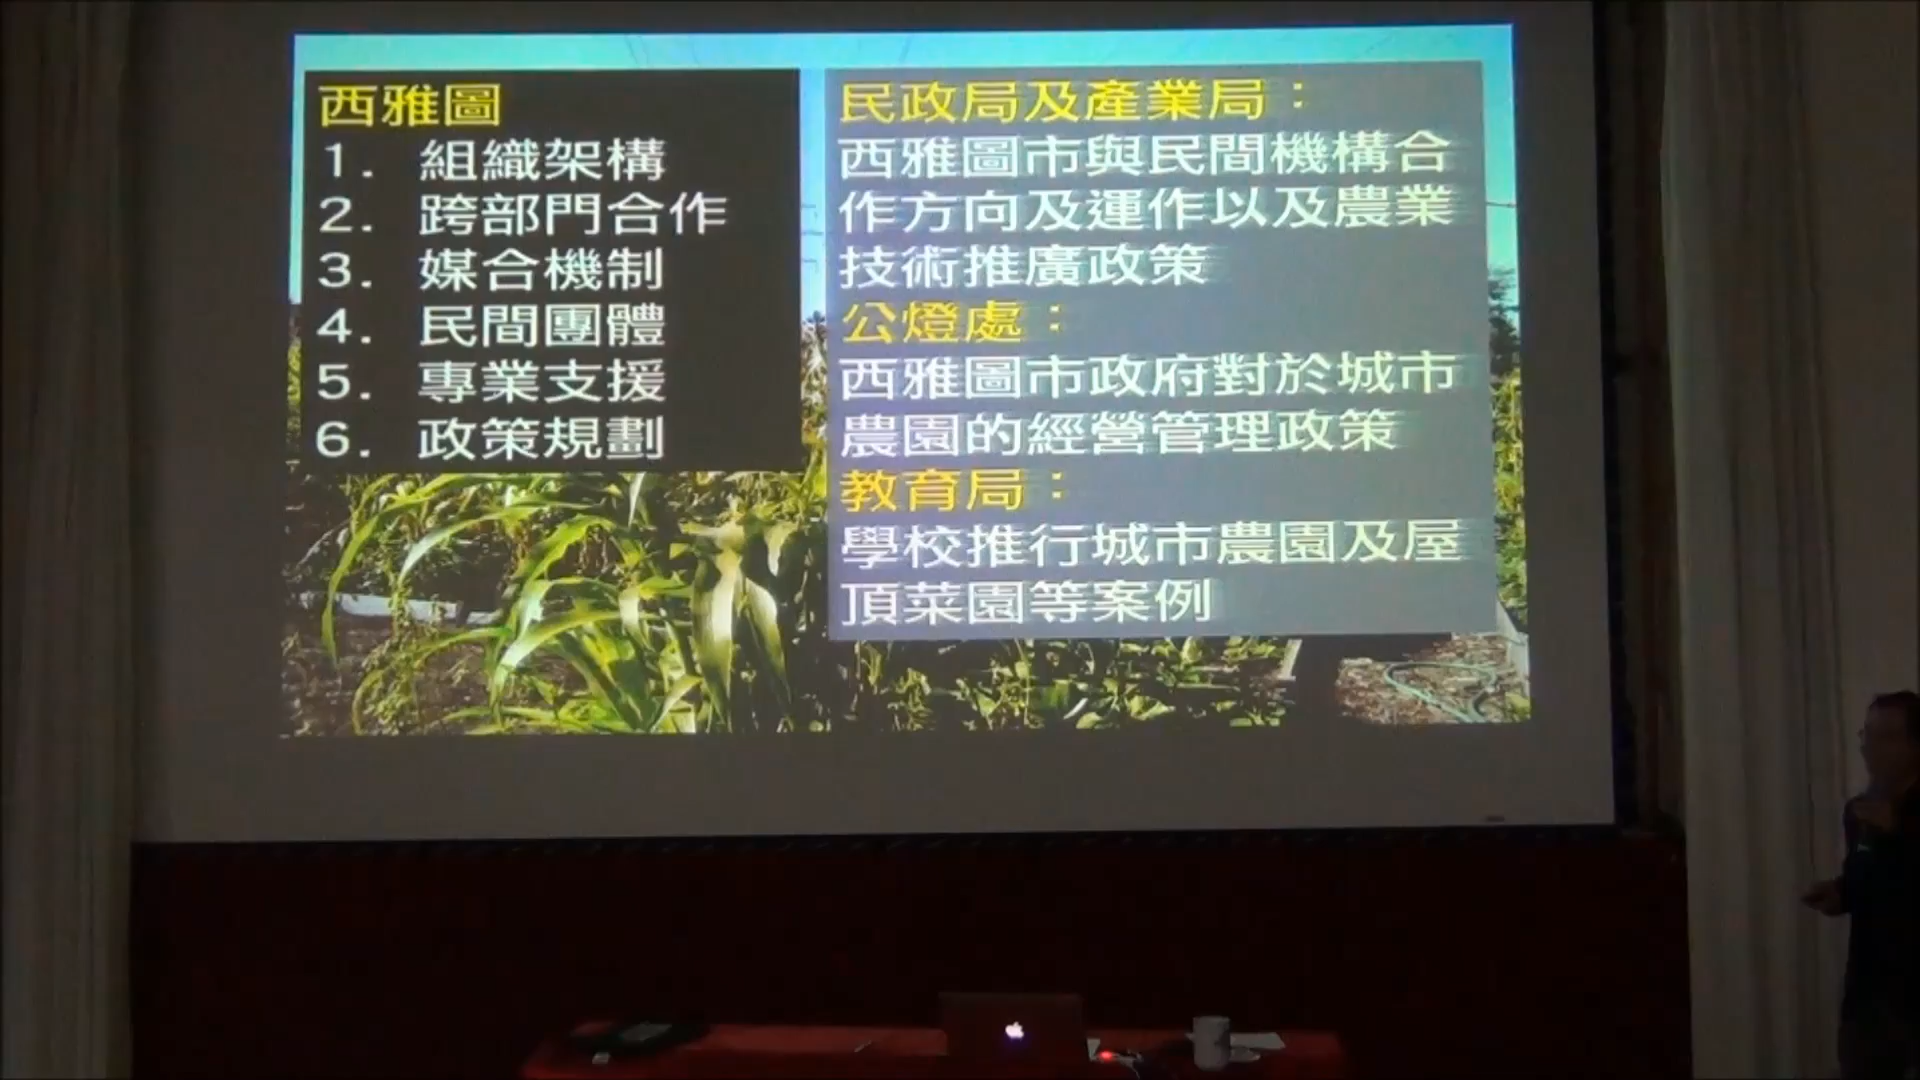 西雅圖
1. 組織架構
2. 跨部門合作
3. 媒合機制
4. 民間團體
5. 專業支援
6. 政策規劃
民政局及產業局：
西雅圖市與民間機構合
作方向及運作以及農業
技術推廣政策
公燈處：
西雅圖市政府對於城市
農園的經營管理政策
教育局：
學校推行城市農園及屋
頂菜園等案例